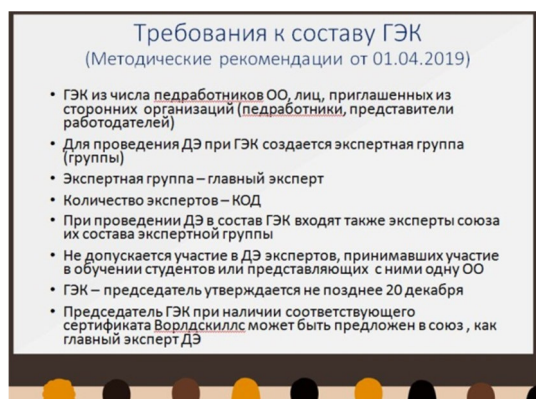 Требования к составу ГЭК
(Методические рекомендации от 01.04.2019)
• ГЭК из числа педработников ОО, лиц, приглашенных из
сторонних организаций (педработники, представители
работодателей)
• Для проведения ДЭ при ГЭК создается экспертная группа
(группы)
• Экспертная группа – главный эксперт
• Количество экспертов – КОД
• При проведении ДЭ в состав ГЭК входят также эксперты союза
их состава экспертной группы
• Не допускается участие в ДЭ экспертов, принимавших участие
в обучении студентов или представляющих с ними одну ОО
• ГЭК – председатель утверждается не позднее 20 декабря
• Председатель ГЭК при наличии соответствующего
сертификата Ворлдскиллс может быть предложен в союз , как
главный эксперт ДЭ